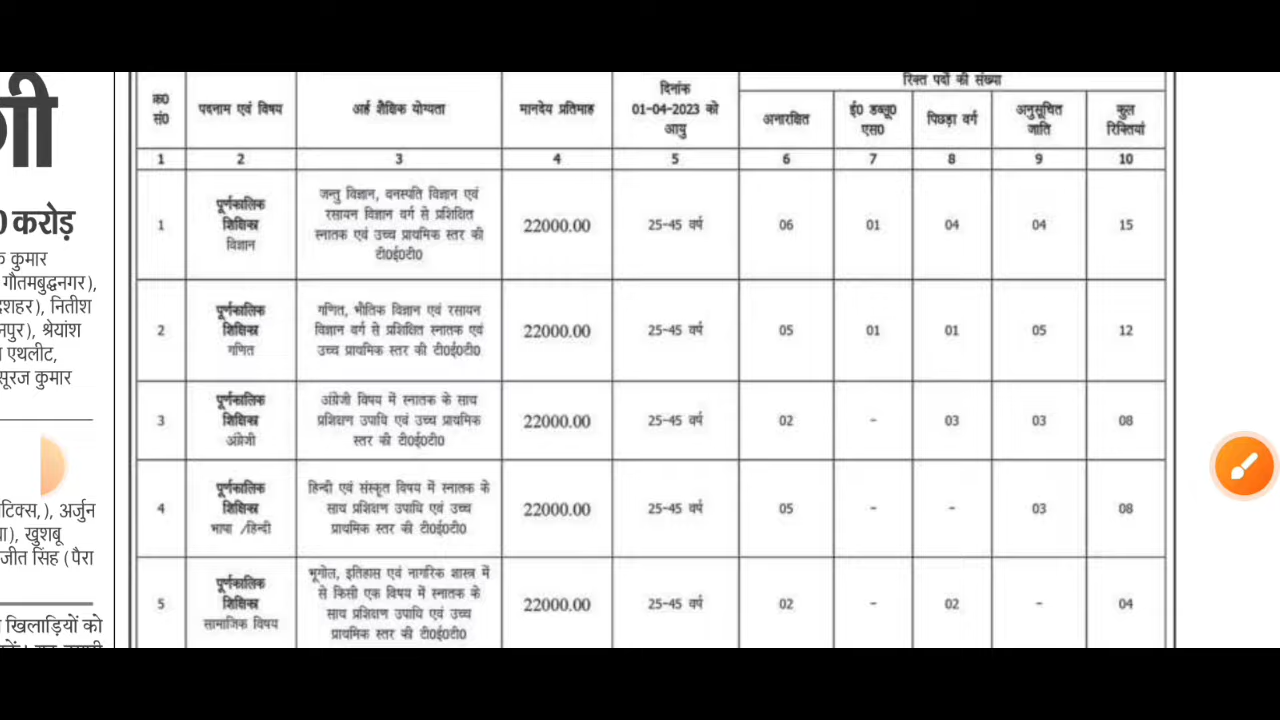 गी
0 करोड़
क कुमार
गौतमबुद्धनगर),
दशहर), नितीश
नपुर), श्रेयांश
एथलीट,
सूरज कुमार
टिक्स,), अर्जुन
ा), खुशबू
जीत सिंह (पैरा
खिलाड़ियों को
क्र0 सं0
पदनाम एवं विषय
अर्ह शैक्षिक योग्यता
मानदेय प्रतिमाह
दिनांक
01-04-2023 को
आयु
रिक्त पदों की संख्या
अनारक्षित
ई0 डब्लू0
एस0
पिछड़ा वर्ग
अनुसूचित
जाति
कुल
रिक्तियां
1 2 3 4 5 6 7 8 9 10
1
पूर्णकालिक
शिक्षिका
विज्ञान
जन्तु विज्ञान, वनस्पति विज्ञान एवं
रसायन विज्ञान वर्ग से प्रशिक्षित
स्नातक एवं उच्च प्राथमिक स्तर की
टी0ई0टी0
22000.00 25-45 वर्ष 06 01 04 04 15
2
पूर्णकालिक
शिक्षिका
गणित
गणित, भौतिक विज्ञान एवं रसायन
विज्ञान वर्ग से प्रशिक्षित स्नातक एवं
उच्च प्राथमिक स्तर की टी0ई0टी0
22000.00 25-45 वर्ष 05 01 01 05 12
3
पूर्णकालिक
शिक्षिका
अंग्रेजी
अंग्रेजी विषय में स्नातक के साथ
प्रशिक्षण उपाधि एवं उच्च प्राथमिक
स्तर की टी0ई0टी0
22000.00 25-45 वर्ष 02 - 03 03 08
4
पूर्णकालिक
शिक्षिका
भाषा /हिन्दी
हिन्दी एवं संस्कृत विषय में स्नातक के
साथ प्रशिक्षण उपाधि एवं उच्च
प्राथमिक स्तर की टी0ई0टी0
22000.00 25-45 वर्ष 05 - - 03 08
5
पूर्णकालिक
शिक्षिका
सामाजिक विषय
भूगोल, इतिहास एवं नागरिक शास्त्र में
से किसी एक विषय में स्नातक के
साथ प्रशिक्षण उपाधि एवं उच्च
प्राथमिक स्तर की टी0ई0टी0
22000.00 25-45 वर्ष 02 - 02 - 04